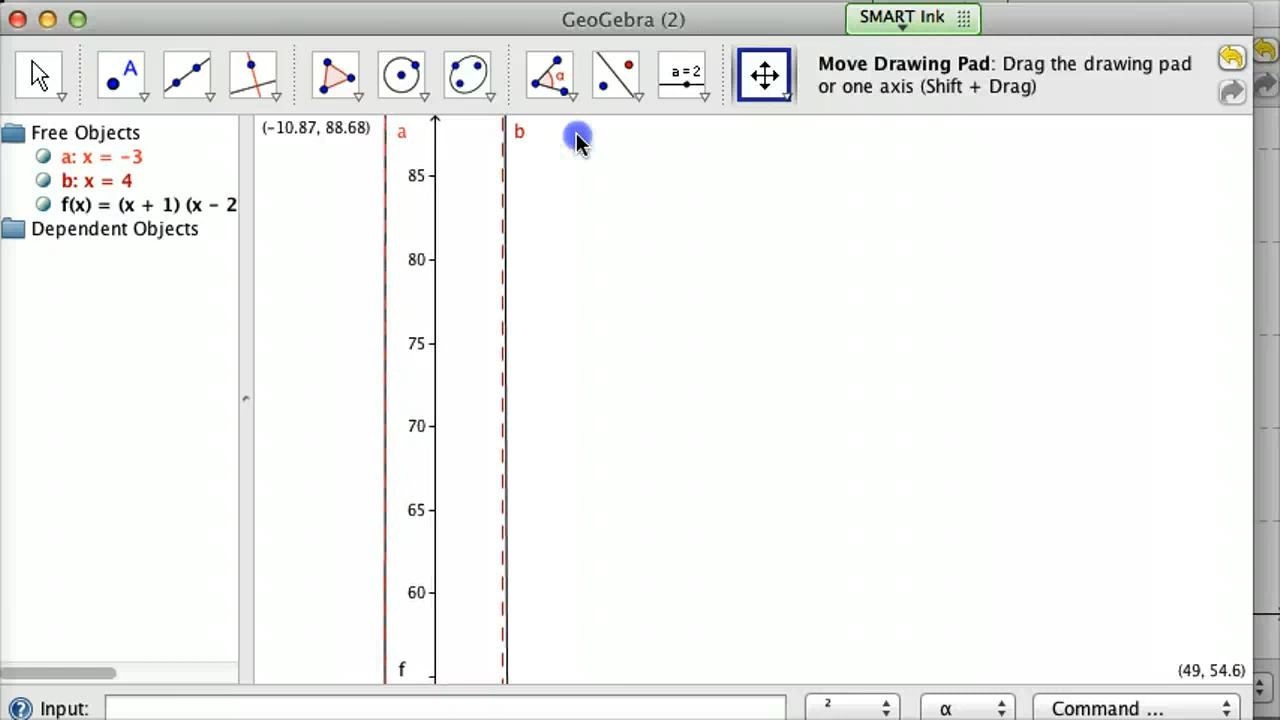 GeoGebra (2)
SMART Ink
A
α
a=2
Move Drawing Pad: Drag the drawing pad
or one axis (Shift + Drag)
Free Objects
a: x = −3
b: x = 4
f(x) = (x + 1) (x − 2
Dependent Objects
(−10.87, 88.68)
a
b
85
80
75
70
65
60
f
(49, 54.6)
Input:
²
α
Command ...